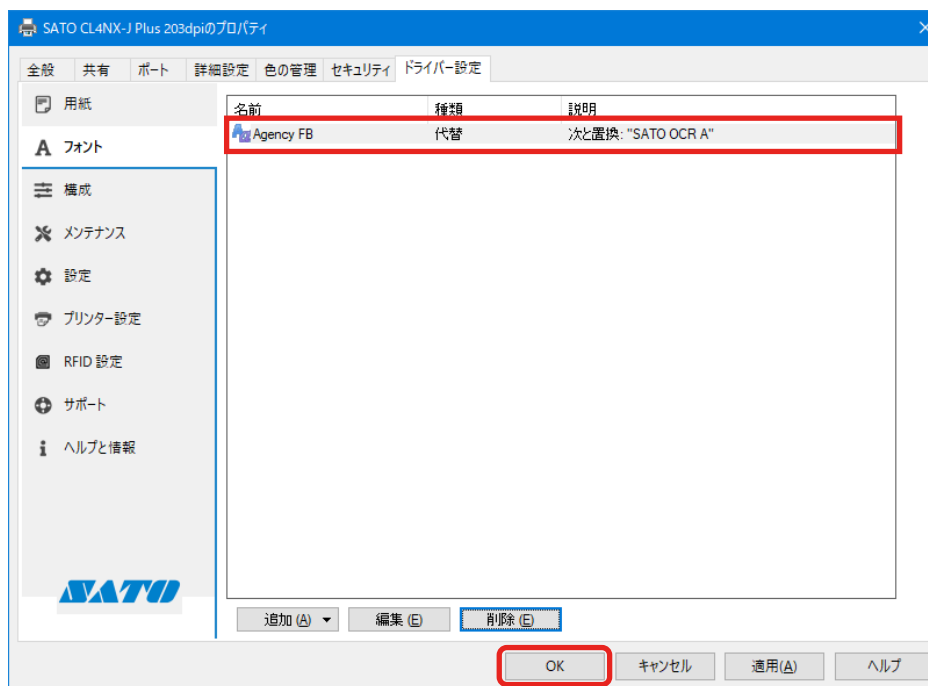 SATO CL4NX-J Plus 203dpiのプロパティ
全般 共有 ポート 詳細設定 色の管理 セキュリティ ドライバー設定
用紙
フォント
構成
メンテナンス
設定
プリンター設定
RFID 設定
サポート
ヘルプと情報
SATO
名前 種類 説明
Agency FB 代替 次と置換: "SATO OCR A"
追加 (A) 編集 (E) 削除 (E)
OK キャンセル 適用(A) ヘルプ